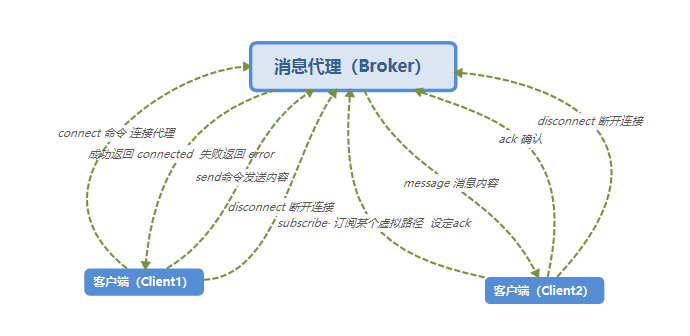 消息代理（Broker）
connect 命令 连接代理
disconnect 断开连接
ack 确认
成功返回 connected  失败返回 error
send命令发送内容
message 消息内容
disconnect 断开连接
subscribe· 订阅某个虚拟路径  设定ack
客户端（Client1）
客户端（Client2）